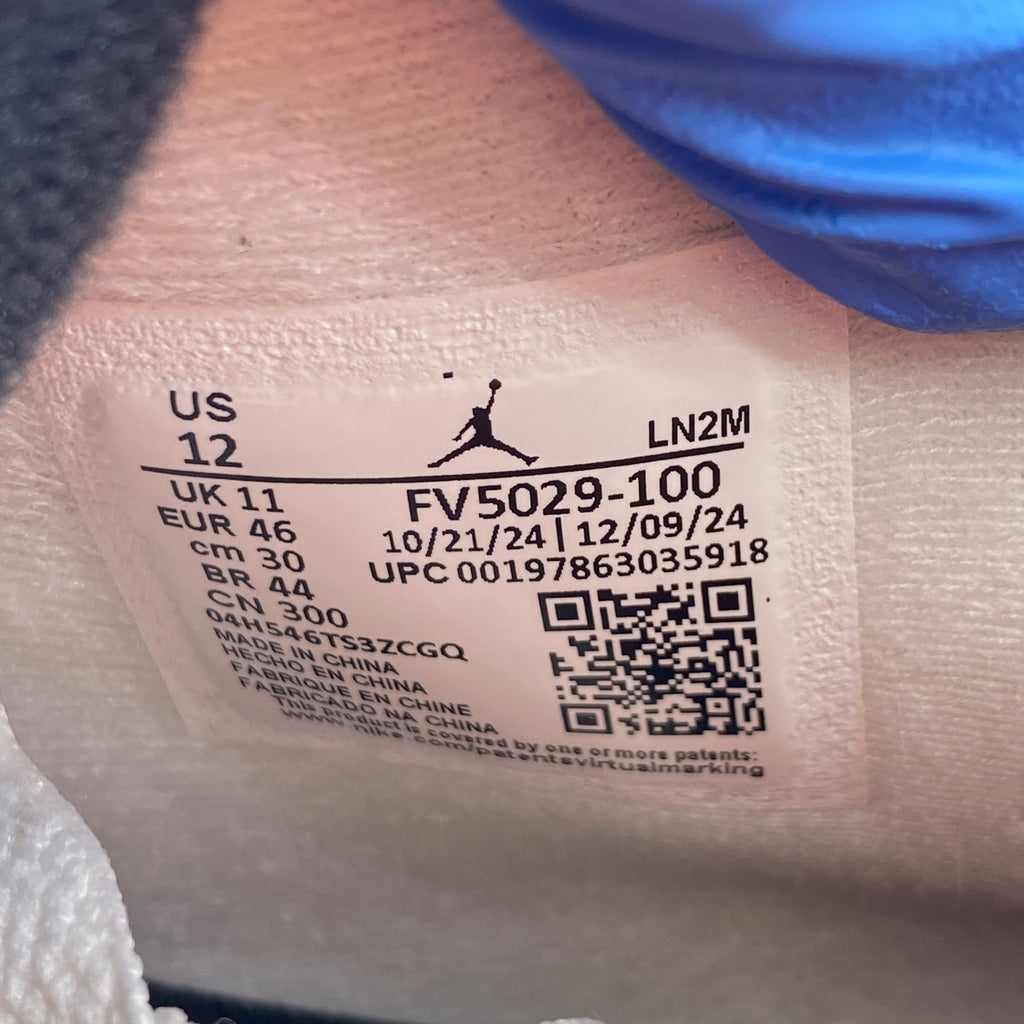 US
12
LN2M
UK 11
EUR 46
cm 30
BR 44
CN 300
FV5029-100
10/21/24 | 12/09/24
UPC 00197863035918
04H546TS3ZCGQ
MADE IN CHINA
HECHO EN CHINA
FABRIQUE EN CHINE
FABRICADO NA CHINA
This product is covered by one or more patents:
www.nike.com/patentsvirtualmarking